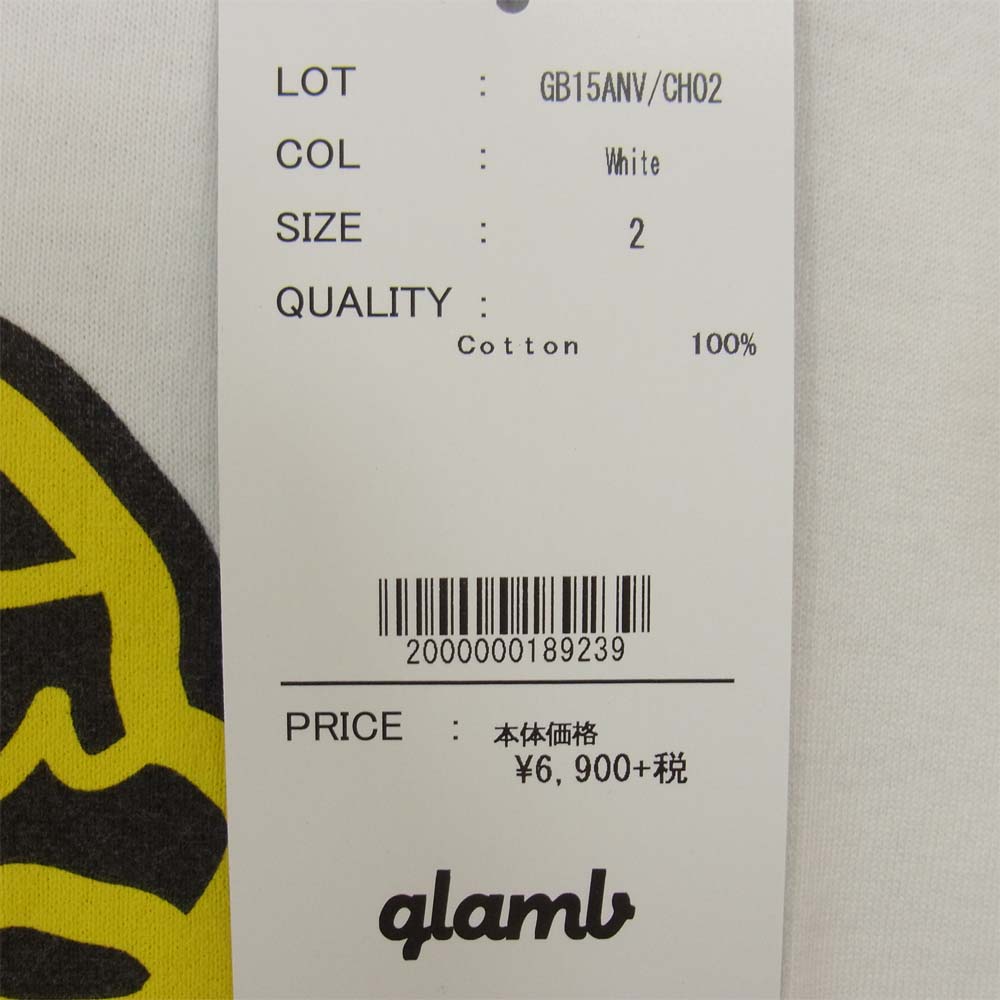 LOT : GB15ANV/CH02
COL : White
SIZE : 2
QUALITY :
Cotton 100%
2000000189239
PRICE : 本体価格
¥6,900+税
glamb